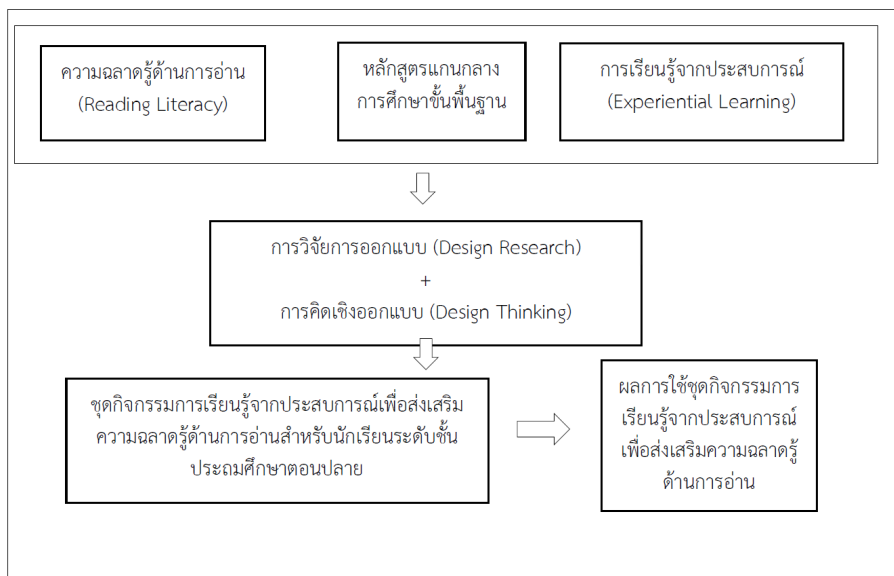 ความฉลาดรู้ด้านการอ่าน
(Reading Literacy)
หลักสูตรแกนกลาง
การศึกษาขั้นพื้นฐาน
การเรียนรู้จากประสบการณ์
(Experiential Learning)
การวิจัยการออกแบบ (Design Research)
+
การคิดเชิงออกแบบ (Design Thinking)
ชุดกิจกรรมการเรียนรู้จากประสบการณ์เพื่อส่งเสริม
ความฉลาดรู้ด้านการอ่านสำหรับนักเรียนระดับชั้น
ประถมศึกษาตอนปลาย
ผลการใช้ชุดกิจกรรมการ
เรียนรู้จากประสบการณ์
เพื่อส่งเสริมความฉลาดรู้
ด้านการอ่าน